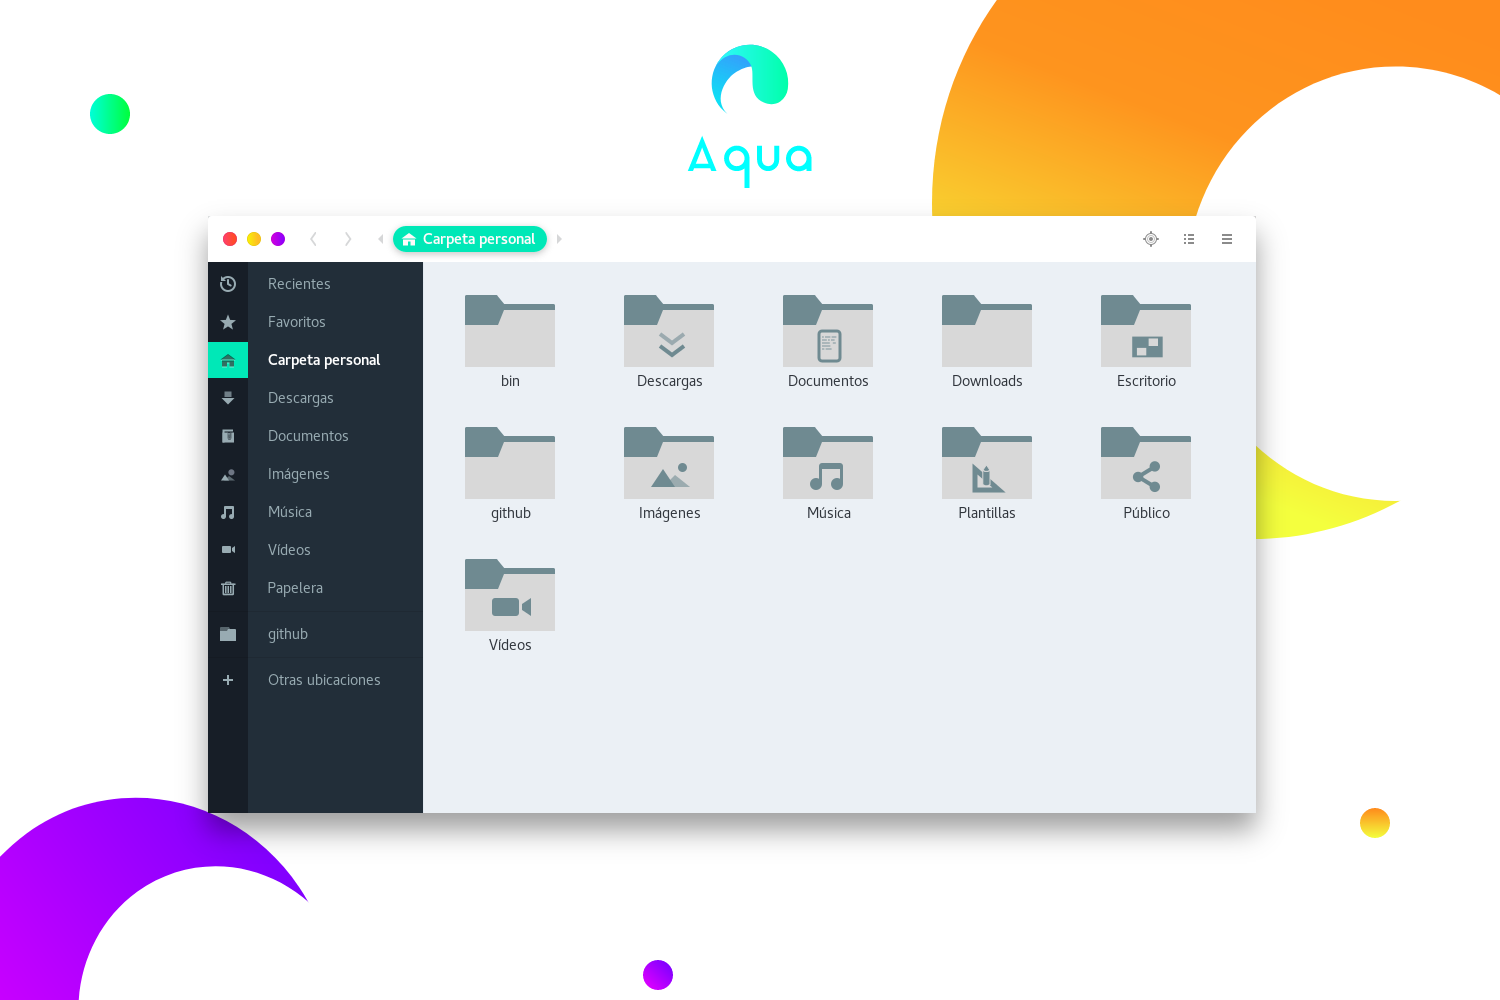 Aqua
Carpeta personal
Recientes
Favoritos
Carpeta personal
Descargas
Documentos
Imágenes
Música
Vídeos
Papelera
github
Otras ubicaciones
bin
Descargas
Documentos
Downloads
Escritorio
github
Imágenes
Música
Plantillas
Público
Vídeos